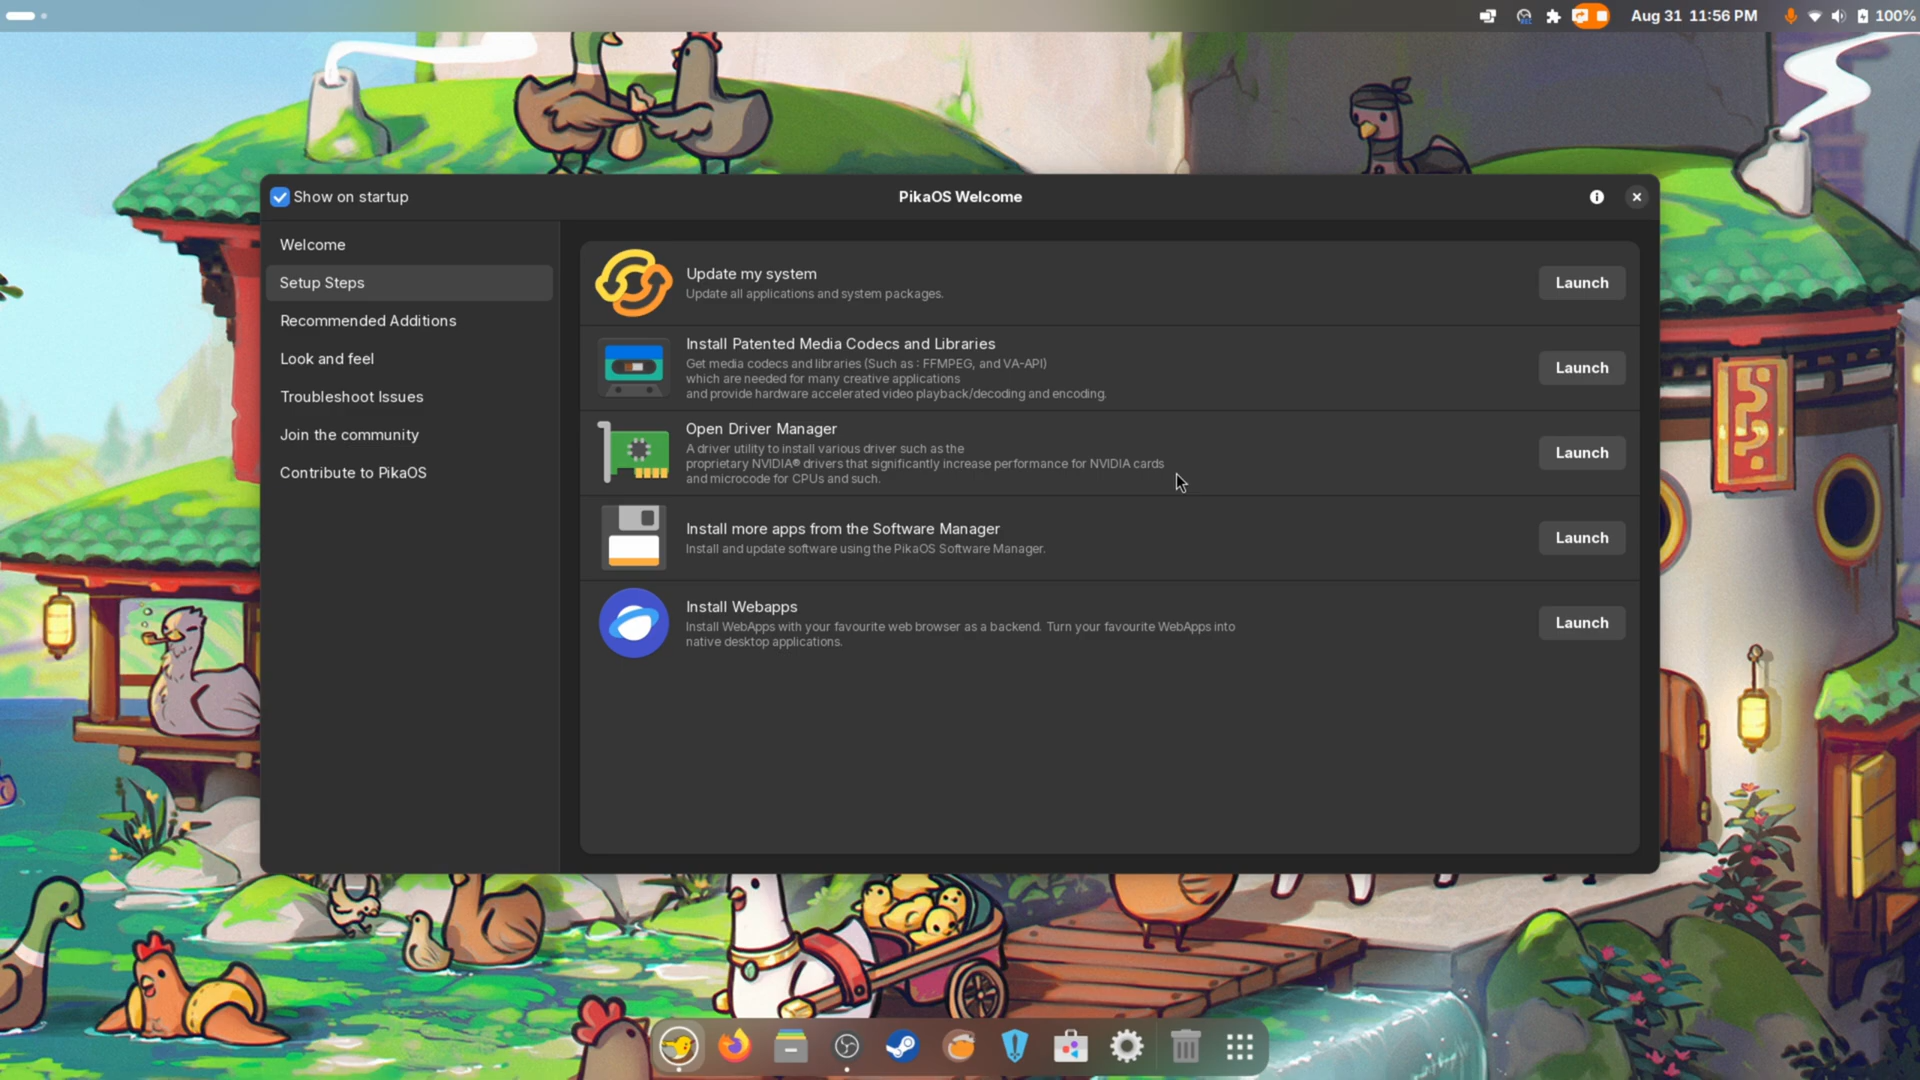 Aug 31 11:56 PM
100%
Show on startup
PikaOS Welcome
Welcome
Setup Steps
Recommended Additions
Look and feel
Troubleshoot Issues
Join the community
Contribute to PikaOS
Update my system
Update all applications and system packages.
Launch
Install Patented Media Codecs and Libraries
Get media codecs and libraries (Such as : FFMPEG, and VA-API)
which are needed for many creative applications
and provide hardware accelerated video playback/decoding and encoding.
Launch
Open Driver Manager
A driver utility to install various driver such as the
proprietary NVIDIA® drivers that significantly increase performance for NVIDIA cards
and microcode for CPUs and such.
Launch
Install more apps from the Software Manager
Install and update software using the PikaOS Software Manager.
Launch
Install Webapps
Install WebApps with your favourite web browser as a backend. Turn your favourite WebApps into
native desktop applications.
Launch